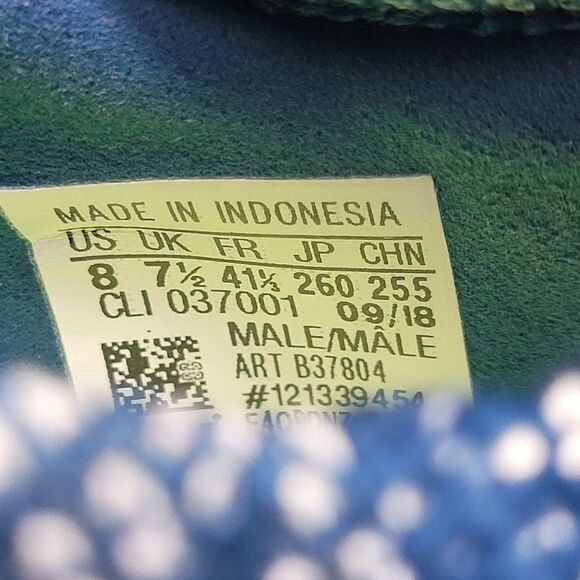 MADE IN INDONESIA
US UK FR JP CHN
8 7½ 41⅓ 260 255
CLI 037001 09/18
MALE/MÂLE
ART B37804
#121339454